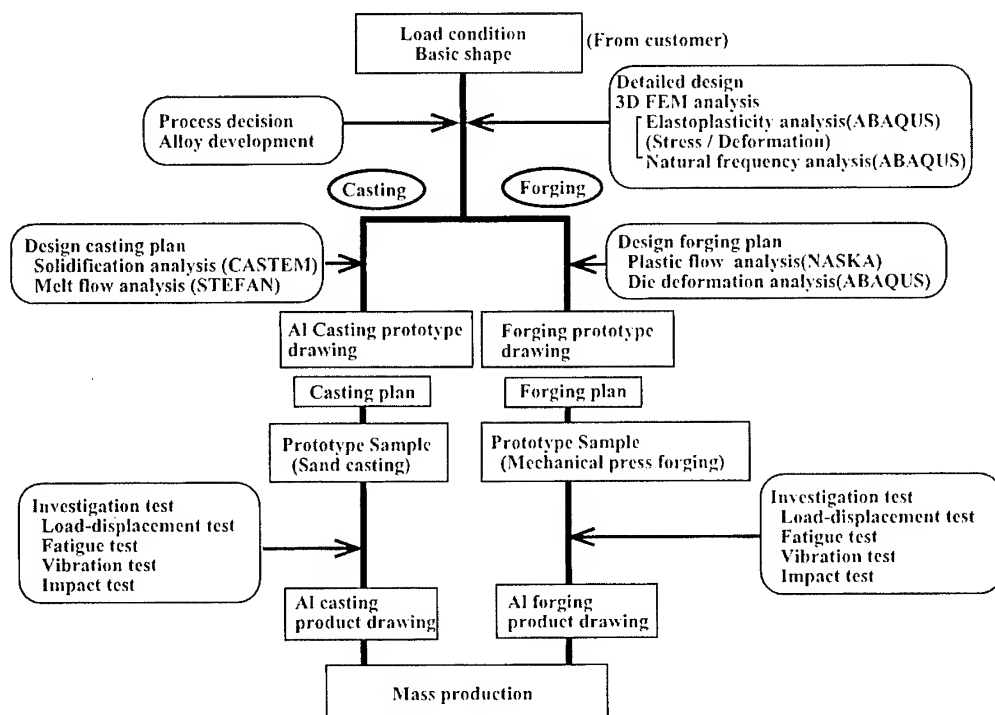 Load condition
Basic shape
(From customer)
Process decision
Alloy development
Detailed design
3D FEM analysis
Elastoplasticity analysis(ABAQUS)
(Stress / Deformation)
Natural frequency analysis(ABAQUS)
Casting
Forging
Design casting plan
Solidification analysis (CASTEM)
Melt flow analysis (STEFAN)
Design forging plan
Plastic flow analysis(NASKA)
Die deformation analysis(ABAQUS)
Al Casting prototype
drawing
Forging prototype
drawing
Casting plan
Forging plan
Prototype Sample
(Sand casting)
Prototype Sample
(Mechanical press forging)
Investigation test
Load-displacement test
Fatigue test
Vibration test
Impact test
Investigation test
Load-displacement test
Fatigue test
Vibration test
Impact test
Al casting
product drawing
Al forging
product drawing
Mass production